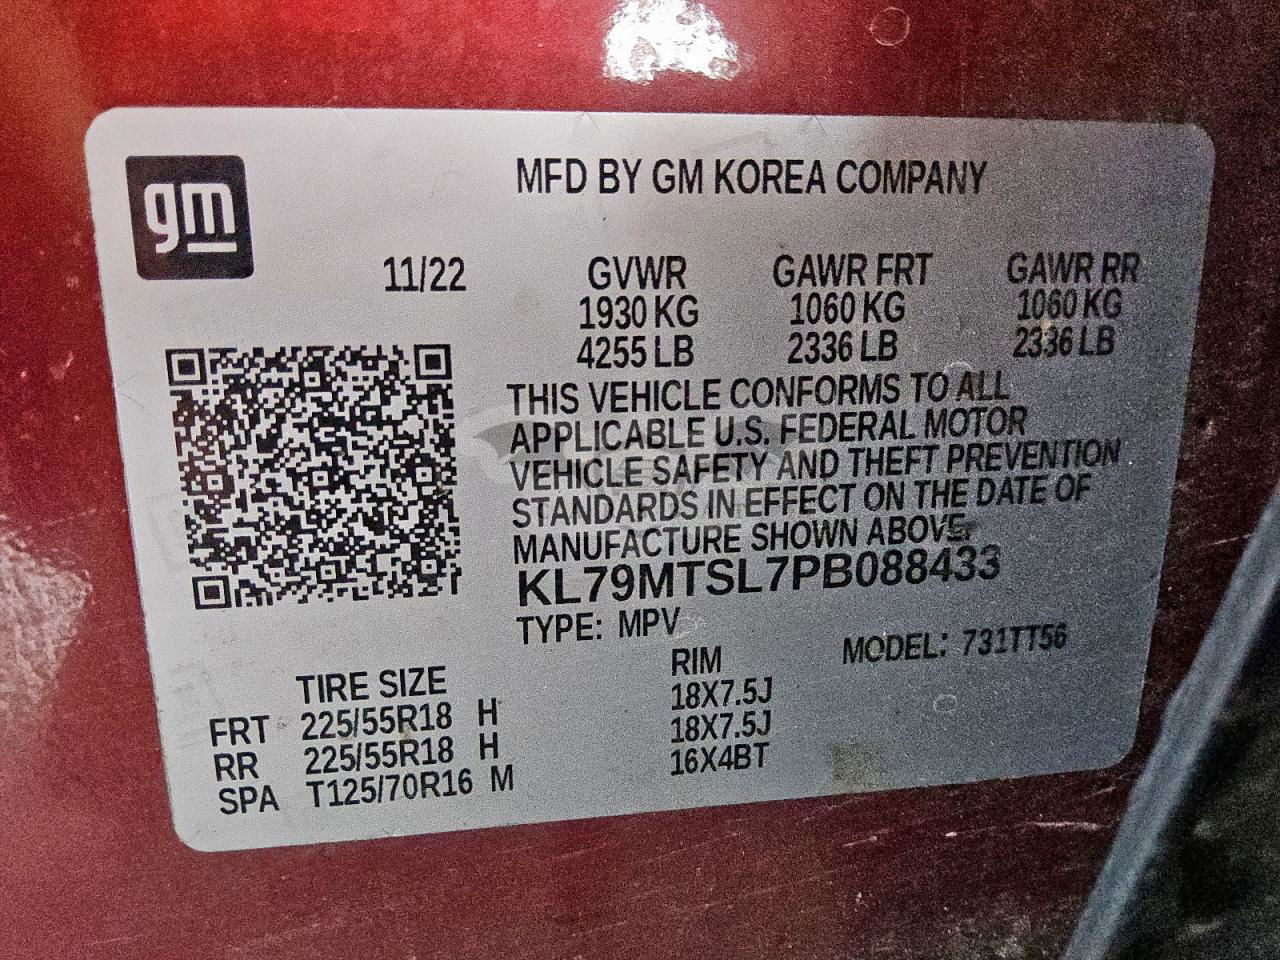 gm
MFD BY GM KOREA COMPANY
11/22 GVWR GAWR FRT GAWR RR
1930 KG 1060 KG 1060 KG
4255 LB 2336 LB 2336 LB
THIS VEHICLE CONFORMS TO ALL
APPLICABLE U.S. FEDERAL MOTOR
VEHICLE SAFETY AND THEFT PREVENTION
STANDARDS IN EFFECT ON THE DATE OF
MANUFACTURE SHOWN ABOVE.
KL79MTSL7PB088433
TYPE: MPV MODEL: 731TT56
TIRE SIZE RIM
FRT 225/55R18 H 18X7.5J
RR 225/55R18 H 18X7.5J
SPA T125/70R16 M 16X4BT